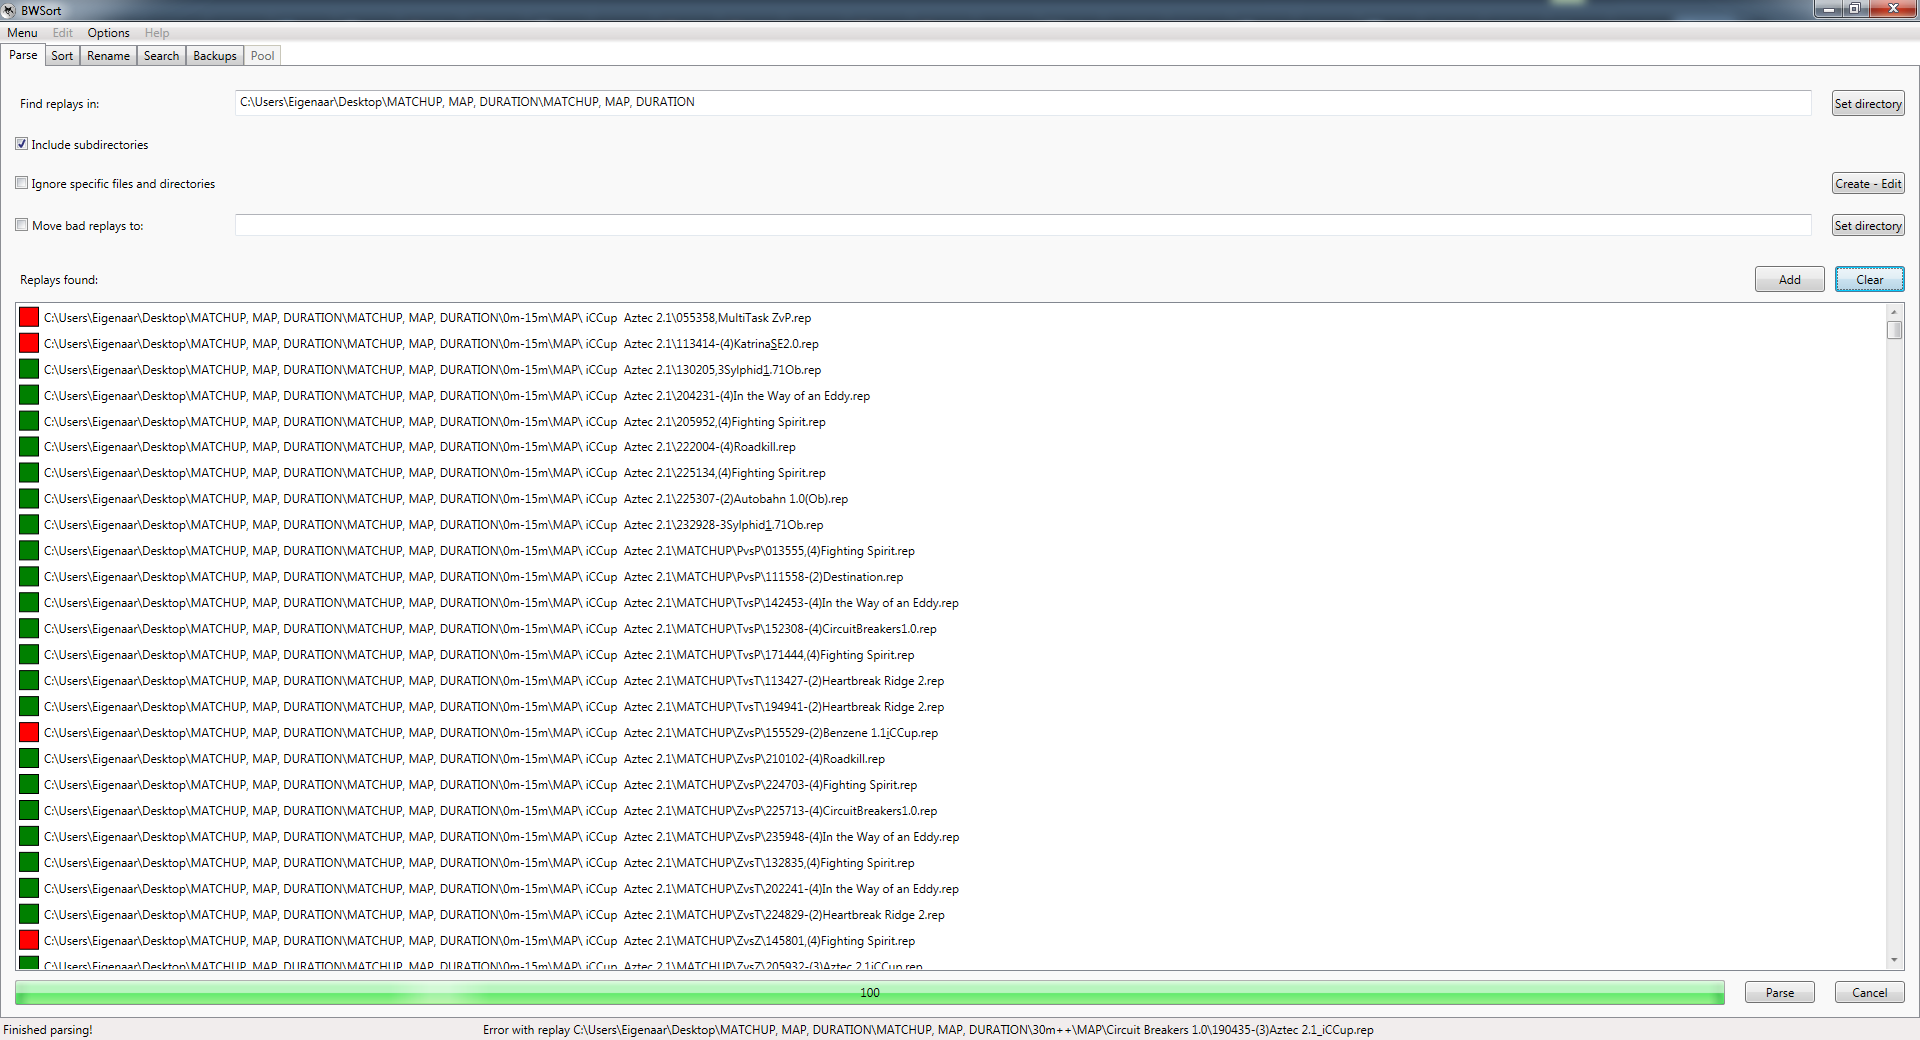 BWSort
Menu Edit Options Help
Parse Sort Rename Search Backups Pool
Find replays in: C:\Users\Eigenaar\Desktop\MATCHUP, MAP, DURATION\MATCHUP, MAP, DURATION Set directory
Include subdirectories
Ignore specific files and directories Create - Edit
Move bad replays to: Set directory
Replays found: Add Clear
C:\Users\Eigenaar\Desktop\MATCHUP, MAP, DURATION\MATCHUP, MAP, DURATION\0m-15m\MAP\ iCCup  Aztec 2.1\055358,MultiTask ZvP.rep
C:\Users\Eigenaar\Desktop\MATCHUP, MAP, DURATION\MATCHUP, MAP, DURATION\0m-15m\MAP\ iCCup  Aztec 2.1\113414-(4)KatrinaSE2.0.rep
C:\Users\Eigenaar\Desktop\MATCHUP, MAP, DURATION\MATCHUP, MAP, DURATION\0m-15m\MAP\ iCCup  Aztec 2.1\130205,3Sylphid1.71Ob.rep
C:\Users\Eigenaar\Desktop\MATCHUP, MAP, DURATION\MATCHUP, MAP, DURATION\0m-15m\MAP\ iCCup  Aztec 2.1\204231-(4)In the Way of an Eddy.rep
C:\Users\Eigenaar\Desktop\MATCHUP, MAP, DURATION\MATCHUP, MAP, DURATION\0m-15m\MAP\ iCCup  Aztec 2.1\205952,(4)Fighting Spirit.rep
C:\Users\Eigenaar\Desktop\MATCHUP, MAP, DURATION\MATCHUP, MAP, DURATION\0m-15m\MAP\ iCCup  Aztec 2.1\222004-(4)Roadkill.rep
C:\Users\Eigenaar\Desktop\MATCHUP, MAP, DURATION\MATCHUP, MAP, DURATION\0m-15m\MAP\ iCCup  Aztec 2.1\225134,(4)Fighting Spirit.rep
C:\Users\Eigenaar\Desktop\MATCHUP, MAP, DURATION\MATCHUP, MAP, DURATION\0m-15m\MAP\ iCCup  Aztec 2.1\225307-(2)Autobahn 1.0(Ob).rep
C:\Users\Eigenaar\Desktop\MATCHUP, MAP, DURATION\MATCHUP, MAP, DURATION\0m-15m\MAP\ iCCup  Aztec 2.1\232928-3Sylphid1.71Ob.rep
C:\Users\Eigenaar\Desktop\MATCHUP, MAP, DURATION\MATCHUP, MAP, DURATION\0m-15m\MAP\ iCCup  Aztec 2.1\MATCHUP\PvsP\013555,(4)Fighting Spirit.rep
C:\Users\Eigenaar\Desktop\MATCHUP, MAP, DURATION\MATCHUP, MAP, DURATION\0m-15m\MAP\ iCCup  Aztec 2.1\MATCHUP\PvsP\111558-(2)Destination.rep
C:\Users\Eigenaar\Desktop\MATCHUP, MAP, DURATION\MATCHUP, MAP, DURATION\0m-15m\MAP\ iCCup  Aztec 2.1\MATCHUP\TvsP\142453-(4)In the Way of an Eddy.rep
C:\Users\Eigenaar\Desktop\MATCHUP, MAP, DURATION\MATCHUP, MAP, DURATION\0m-15m\MAP\ iCCup  Aztec 2.1\MATCHUP\TvsP\152308-(4)CircuitBreakers1.0.rep
C:\Users\Eigenaar\Desktop\MATCHUP, MAP, DURATION\MATCHUP, MAP, DURATION\0m-15m\MAP\ iCCup  Aztec 2.1\MATCHUP\TvsP\171444,(4)Fighting Spirit.rep
C:\Users\Eigenaar\Desktop\MATCHUP, MAP, DURATION\MATCHUP, MAP, DURATION\0m-15m\MAP\ iCCup  Aztec 2.1\MATCHUP\TvsT\113427-(2)Heartbreak Ridge 2.rep
C:\Users\Eigenaar\Desktop\MATCHUP, MAP, DURATION\MATCHUP, MAP, DURATION\0m-15m\MAP\ iCCup  Aztec 2.1\MATCHUP\TvsT\194941-(2)Heartbreak Ridge 2.rep
C:\Users\Eigenaar\Desktop\MATCHUP, MAP, DURATION\MATCHUP, MAP, DURATION\0m-15m\MAP\ iCCup  Aztec 2.1\MATCHUP\ZvsP\155529-(2)Benzene 1.1iCCup.rep
C:\Users\Eigenaar\Desktop\MATCHUP, MAP, DURATION\MATCHUP, MAP, DURATION\0m-15m\MAP\ iCCup  Aztec 2.1\MATCHUP\ZvsP\210102-(4)Roadkill.rep
C:\Users\Eigenaar\Desktop\MATCHUP, MAP, DURATION\MATCHUP, MAP, DURATION\0m-15m\MAP\ iCCup  Aztec 2.1\MATCHUP\ZvsP\224703-(4)Fighting Spirit.rep
C:\Users\Eigenaar\Desktop\MATCHUP, MAP, DURATION\MATCHUP, MAP, DURATION\0m-15m\MAP\ iCCup  Aztec 2.1\MATCHUP\ZvsP\225713-(4)CircuitBreakers1.0.rep
C:\Users\Eigenaar\Desktop\MATCHUP, MAP, DURATION\MATCHUP, MAP, DURATION\0m-15m\MAP\ iCCup  Aztec 2.1\MATCHUP\ZvsP\235948-(4)In the Way of an Eddy.rep
C:\Users\Eigenaar\Desktop\MATCHUP, MAP, DURATION\MATCHUP, MAP, DURATION\0m-15m\MAP\ iCCup  Aztec 2.1\MATCHUP\ZvsT\132835,(4)Fighting Spirit.rep
C:\Users\Eigenaar\Desktop\MATCHUP, MAP, DURATION\MATCHUP, MAP, DURATION\0m-15m\MAP\ iCCup  Aztec 2.1\MATCHUP\ZvsT\202241-(4)In the Way of an Eddy.rep
C:\Users\Eigenaar\Desktop\MATCHUP, MAP, DURATION\MATCHUP, MAP, DURATION\0m-15m\MAP\ iCCup  Aztec 2.1\MATCHUP\ZvsT\224829-(2)Heartbreak Ridge 2.rep
C:\Users\Eigenaar\Desktop\MATCHUP, MAP, DURATION\MATCHUP, MAP, DURATION\0m-15m\MAP\ iCCup  Aztec 2.1\MATCHUP\ZvsZ\145801,(4)Fighting Spirit.rep
C:\Users\Eigenaar\Desktop\MATCHUP, MAP, DURATION\MATCHUP, MAP, DURATION\0m-15m\MAP\ iCCup  Aztec 2.1\MATCHUP\ZvsZ\205932-(3)Aztec 2.1iCCup.rep
100 Parse Cancel
Finished parsing! Error with replay C:\Users\Eigenaar\Desktop\MATCHUP, MAP, DURATION\MATCHUP, MAP, DURATION\30m++\MAP\Circuit Breakers 1.0\190435-(3)Aztec 2.1_iCCup.rep